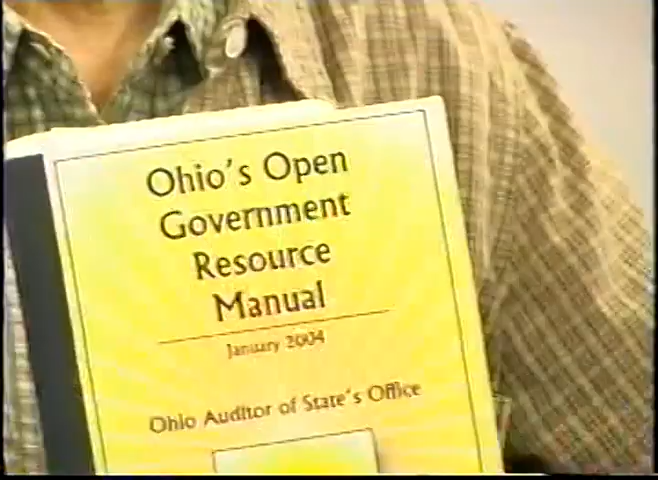 Ohio's Open
Government
Resource
Manual
January 2004
Ohio Auditor of State's Office